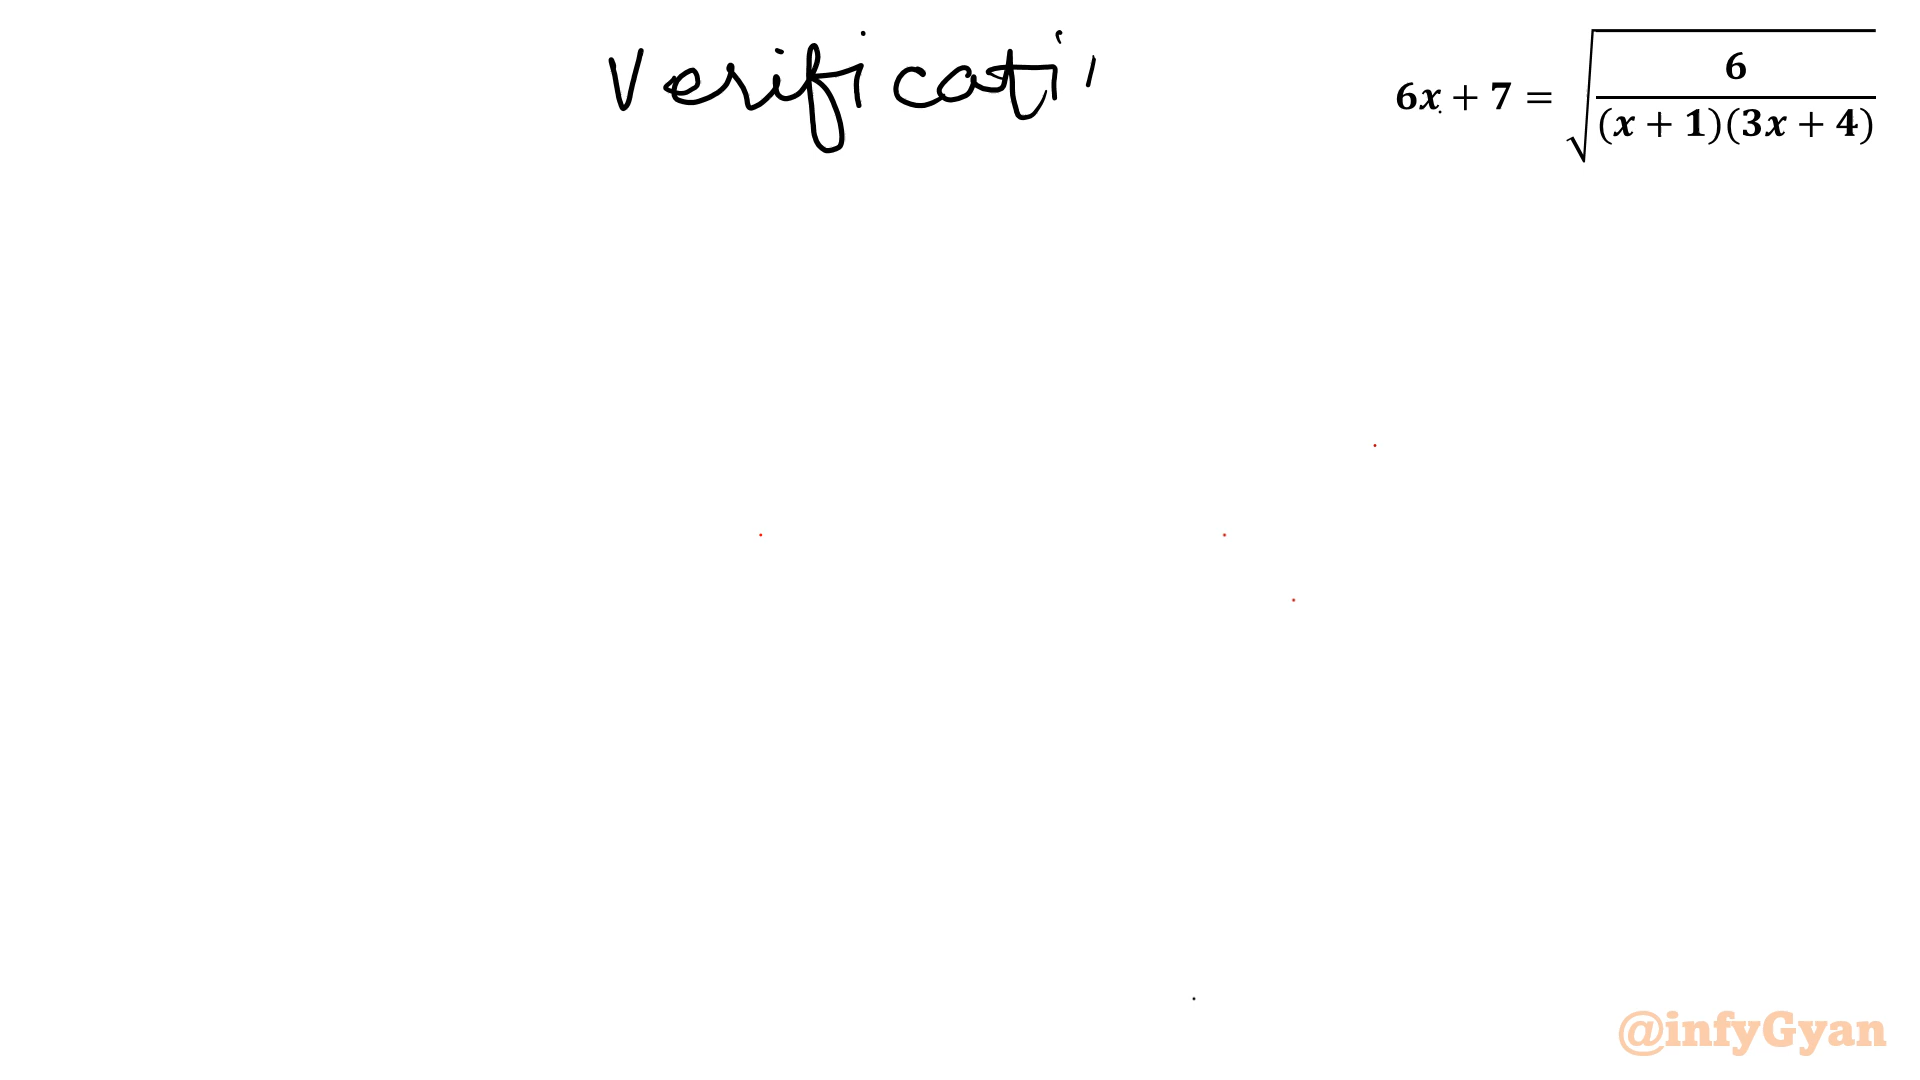 Verificati
6x + 7 = √(6/((x + 1)(3x + 4)))
@infyGyan